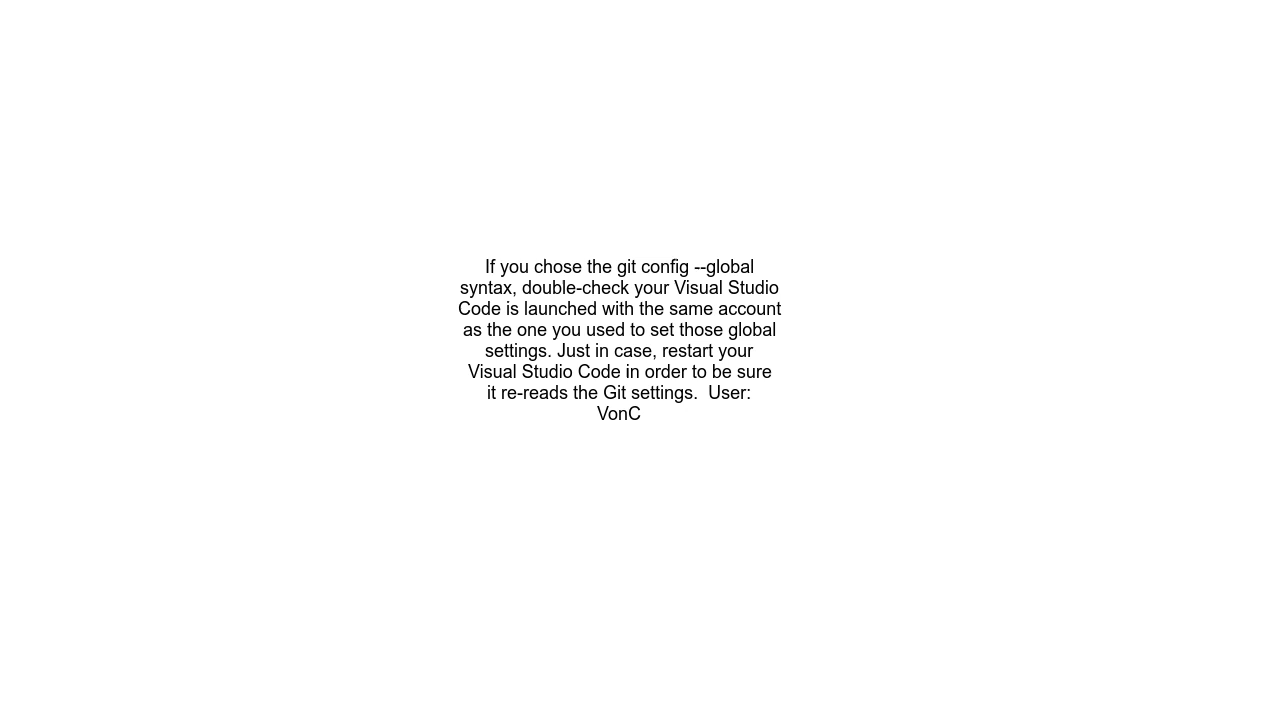 If you chose the git config --global
syntax, double-check your Visual Studio
Code is launched with the same account
as the one you used to set those global
settings. Just in case, restart your
Visual Studio Code in order to be sure
it re-reads the Git settings.  User:
VonC